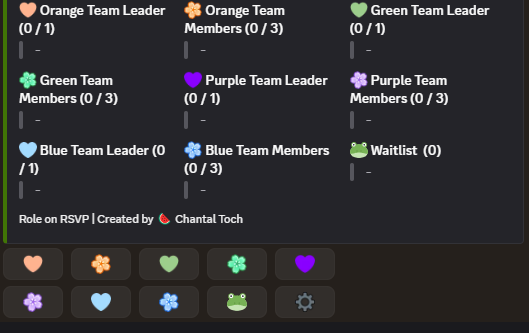 Orange Team Leader
(0 / 1)
-
Orange Team
Members (0 / 3)
-
Green Team Leader
(0 / 1)
-
Green Team
Members (0 / 3)
-
Purple Team Leader
(0 / 1)
-
Purple Team
Members (0 / 3)
-
Blue Team Leader (0
/ 1)
-
Blue Team Members
(0 / 3)
-
Waitlist (0)
-
Role on RSVP | Created by 🍉 Chantal Toch